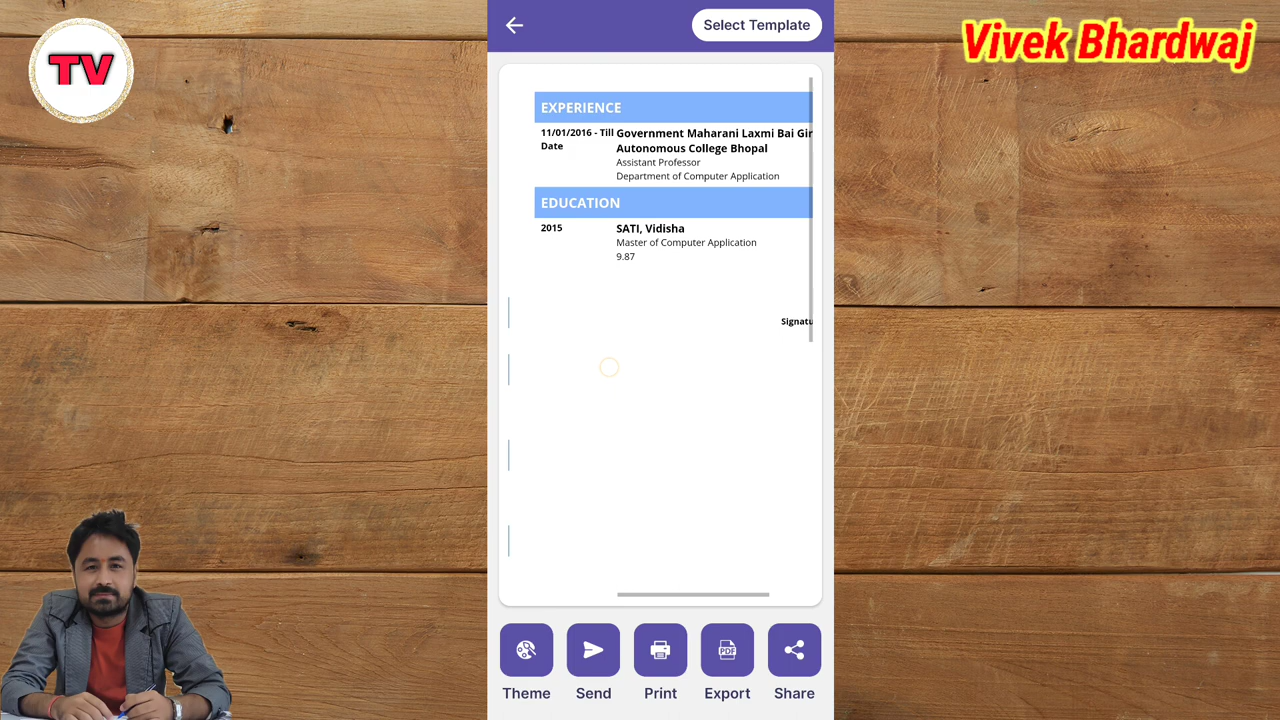 TV
Vivek Bhardwaj
Select Template
EXPERIENCE
11/01/2016 - Till Date
Government Maharani Laxmi Bai Gir
Autonomous College Bhopal
Assistant Professor
Department of Computer Application
EDUCATION
2015
SATI, Vidisha
Master of Computer Application
9.87
Signatu
PDF
Theme
Send
Print
Export
Share